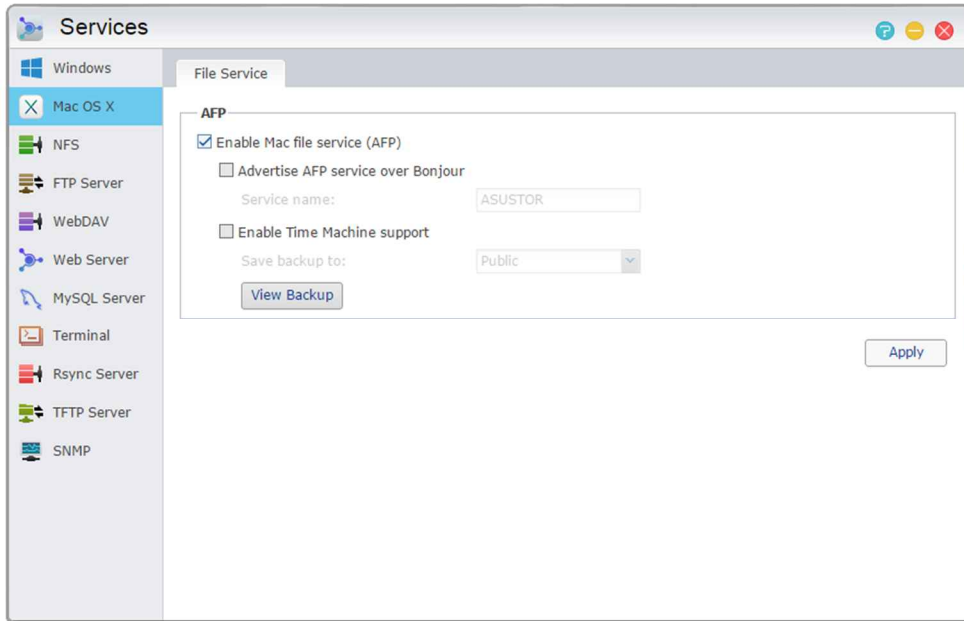 Services
Windows
Mac OS X
NFS
FTP Server
WebDAV
Web Server
MySQL Server
Terminal
Rsync Server
TFTP Server
SNMP
File Service
AFP
Enable Mac file service (AFP)
Advertise AFP service over Bonjour
Service name: ASUSTOR
Enable Time Machine support
Save backup to: Public
View Backup
Apply